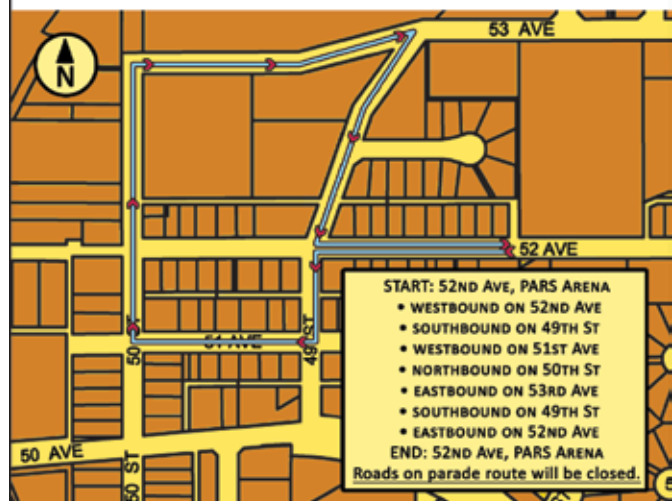 53 AVE
N
52 AVE
START: 52ND AVE, PARS ARENA
• WESTBOUND ON 52ND AVE
• SOUTHBOUND ON 49TH ST
• WESTBOUND ON 51ST AVE
• NORTHBOUND ON 50TH ST
• EASTBOUND ON 53RD AVE
• SOUTHBOUND ON 49TH ST
• EASTBOUND ON 52ND AVE
END: 52ND AVE, PARS ARENA
Roads on parade route will be closed.
50 ST
51 AVE
49 ST
50 AVE
50 ST